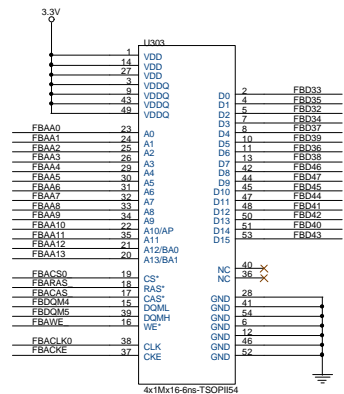 3.3V
U303
1 VDD
14 VDD
27 VDD
3 VDDQ
9 VDDQ
43 VDDQ
49 VDDQ
FBAA0 23 A0
FBAA1 24 A1
FBAA2 25 A2
FBAA3 26 A3
FBAA4 29 A4
FBAA5 30 A5
FBAA6 31 A6
FBAA7 32 A7
FBAA8 33 A8
FBAA9 34 A9
FBAA10 22 A10/AP
FBAA11 35 A11
FBAA12 21 A12/BA0
FBAA13 20 A13/BA1
FBACS0_ 19 CS*
FBARAS_ 18 RAS*
FBACAS_ 17 CAS*
FBDQM4 15 DQML
FBDQM5 39 DQMH
FBAWE_ 16 WE*
FBACLK0 38 CLK
FBACKE 37 CKE
D0 2 FBD33
D1 4 FBD35
D2 5 FBD32
D3 7 FBD34
D4 8 FBD37
D5 10 FBD39
D6 11 FBD36
D7 13 FBD38
D8 42 FBD46
D9 44 FBD47
D10 45 FBD45
D11 47 FBD44
D12 48 FBD41
D13 50 FBD42
D14 51 FBD40
D15 53 FBD43
NC 40
NC 36
GND 28
GND 41
GND 54
GND 6
GND 12
GND 46
GND 52
4x1Mx16-6ns-TSOPII54